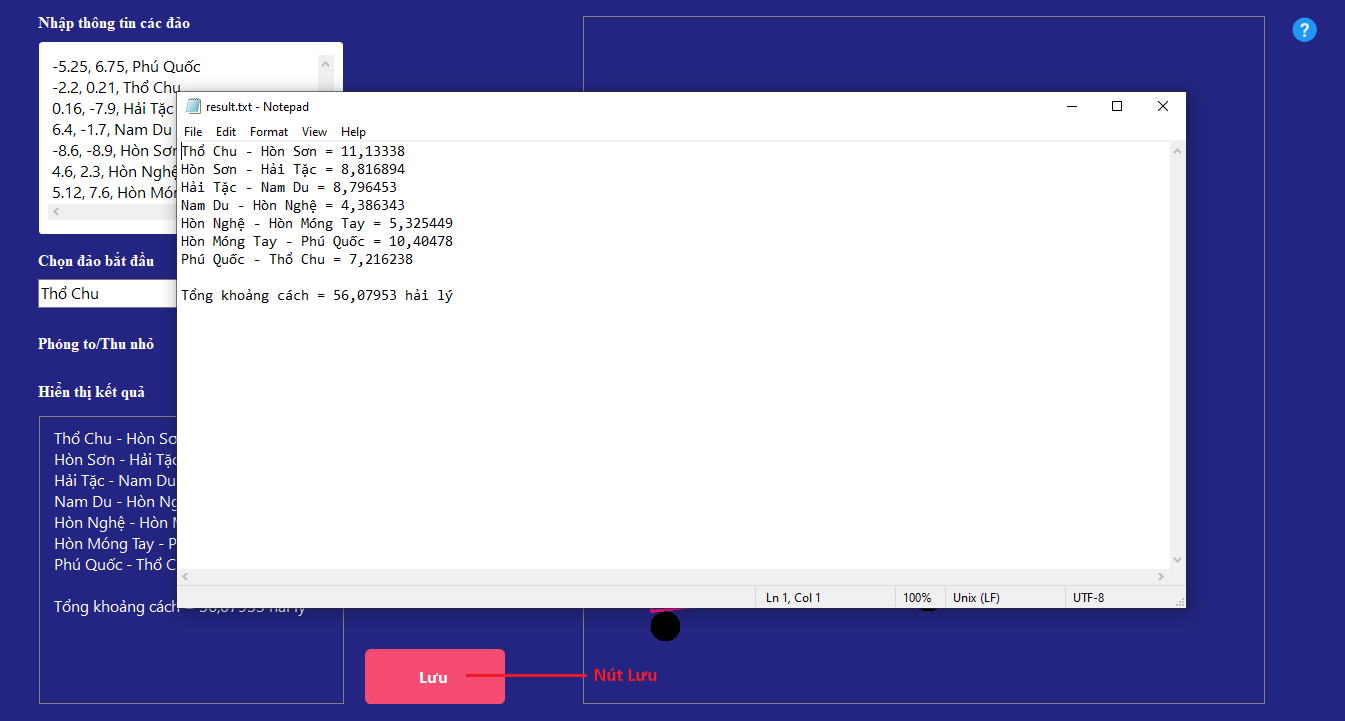 Nhập thông tin các đảo
-5.25, 6.75, Phú Quốc
-2.2, 0.21, Thổ Chu
0.16, -7.9, Hải Tặc
6.4, -1.7, Nam Du
-8.6, -8.9, Hòn Sơn
4.6, 2.3, Hòn Nghệ
5.12, 7.6, Hòn Món
Chọn đảo bắt đầu
Thổ Chu
Phóng to/Thu nhỏ
Hiển thị kết quả
Thổ Chu - Hòn Sơ
Hòn Sơn - Hải Tặc
Hải Tặc - Nam Du
Nam Du - Hòn Ng
Hòn Nghệ - Hòn
Hòn Móng Tay - P
Phú Quốc - Thổ C
Tổng khoảng cách = 56,07953 hải lý
result.txt - Notepad
File Edit Format View Help
Thổ Chu - Hòn Sơn = 11,13338
Hòn Sơn - Hải Tặc = 8,816894
Hải Tặc - Nam Du = 8,796453
Nam Du - Hòn Nghệ = 4,386343
Hòn Nghệ - Hòn Móng Tay = 5,325449
Hòn Móng Tay - Phú Quốc = 10,40478
Phú Quốc - Thổ Chu = 7,216238
Tổng khoảng cách = 56,07953 hải lý
Ln 1, Col 1 100% Unix (LF) UTF-8
Lưu
Nút Lưu
?